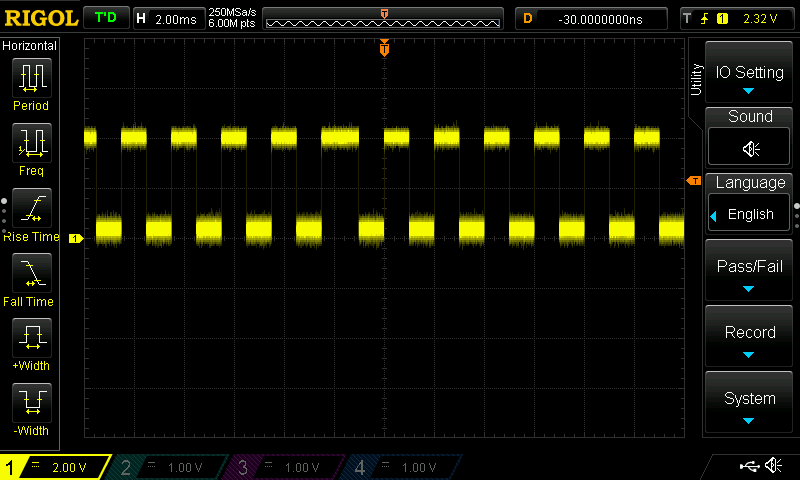 RIGOL T'D H 2.00ms 250MSa/s 6.00M pts T D -30.0000000ns T 1 2.32 V
Horizontal
Period
Freq
Rise Time
Fall Time
+Width
-Width
T
T
1
Utility
IO Setting
Sound
Language
English
Pass/Fail
Record
System
1 2.00 V 2 1.00 V 3 1.00 V 4 1.00 V